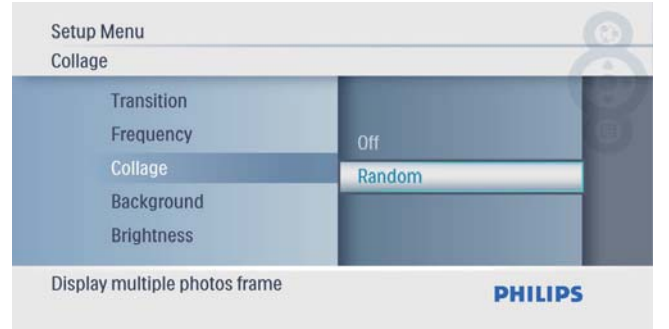 Setup Menu
Collage
Transition
Frequency
Collage
Background
Brightness
Off
Random
Display multiple photos frame
PHILIPS